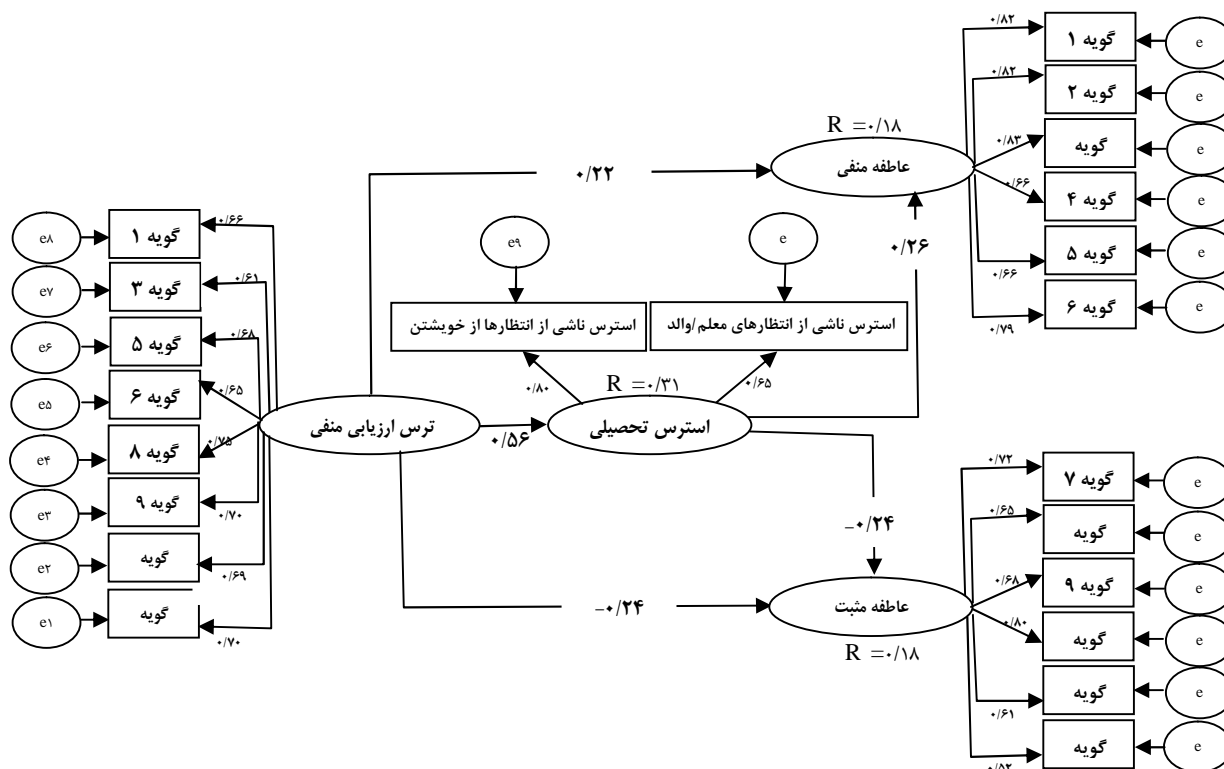 ۰/۸۲
گویه ۱
e
۰/۸۲
گویه ۲
e
R =۰/۱۸
۰/۸۳
گویه
e
عاطفه منفی
۰/۲۲
۰/۶۶
گویه ۴
e
۰/۶۶
گویه ۵
e
۰/۷۹
گویه ۶
e
۰/۲۶
e۹
e
استرس ناشی از انتظارها از خویشتن
استرس ناشی از انتظارهای معلم/والد
۰/۸۰
۰/۶۵
R =۰/۳۱
استرس تحصیلی
۰/۵۶
ترس ارزیابی منفی
e۸
گویه ۱
۰/۶۶
e۷
گویه ۳
۰/۶۱
e۶
گویه ۵
۰/۶۸
e۵
گویه ۶
۰/۶۵
e۴
گویه ۸
۰/۷۵
e۳
گویه ۹
۰/۷۰
e۲
گویه
۰/۶۹
e۱
گویه
۰/۷۰
−۰/۲۴
−۰/۲۴
عاطفه مثبت
R =۰/۱۸
۰/۷۲
گویه ۷
e
۰/۶۵
گویه
e
۰/۶۸
گویه ۹
e
۰/۸۰
گویه
e
۰/۶۱
گویه
e
۰/۵۲
گویه
e